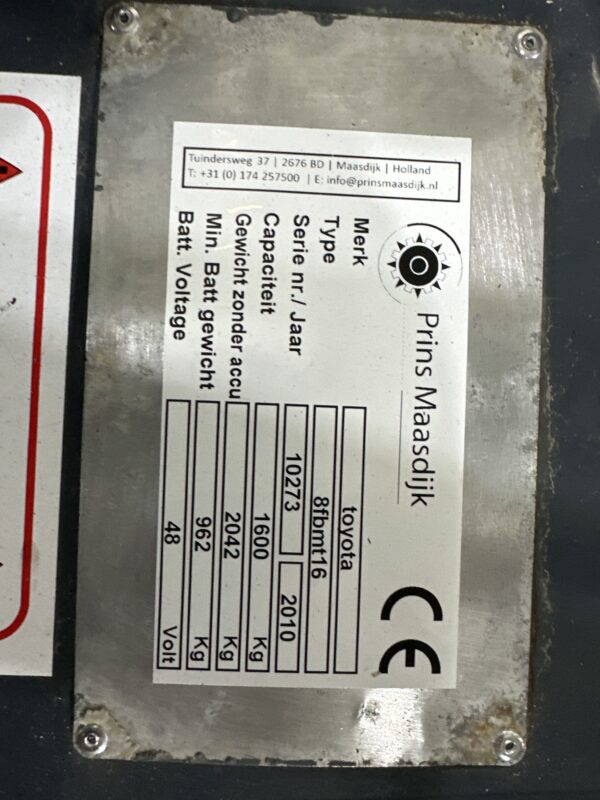 Prins Maasdijk
CE
Merk toyota
Type 8fbmt16
Serie nr./ Jaar 10273 2010
Capaciteit 1600 Kg
Gewicht zonder accu 2042 Kg
Min. Batt gewicht 962 Kg
Batt. Voltage 48 Volt
Tuindersweg 37 | 2676 BD | Maasdijk | Holland
T: +31 (0) 174 257500 | E: info@prinsmaasdijk.nl